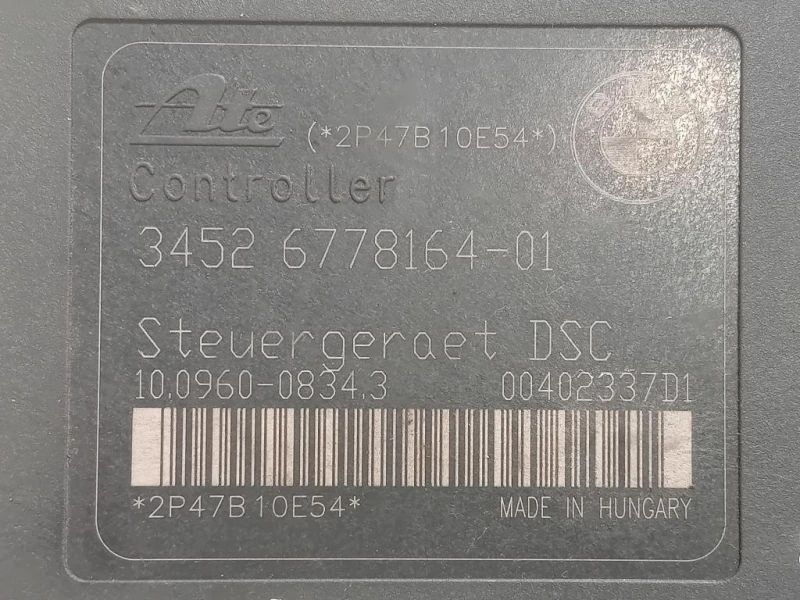 Ate (*2P47B10E54*)
Controller
3452 6778164-01
Steuergeraet DSC
10.0960-0834.3 00402337D1
*2P47B10E54* MADE IN HUNGARY